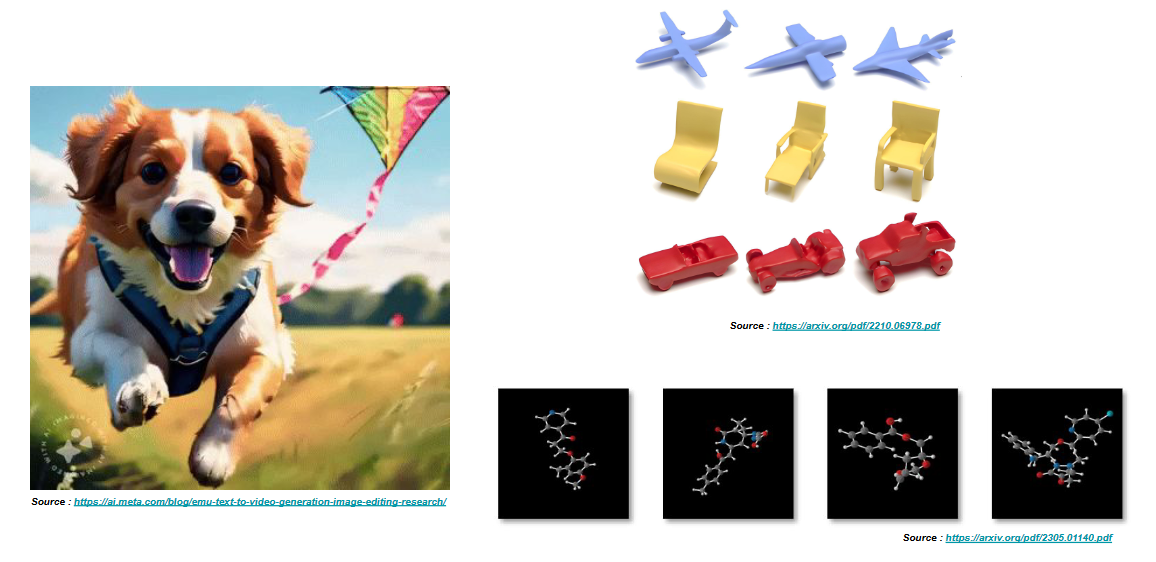 Source : https://arxiv.org/pdf/2210.06978.pdf
Source : https://ai.meta.com/blog/emu-text-to-video-generation-image-editing-research/
Source : https://arxiv.org/pdf/2305.01140.pdf